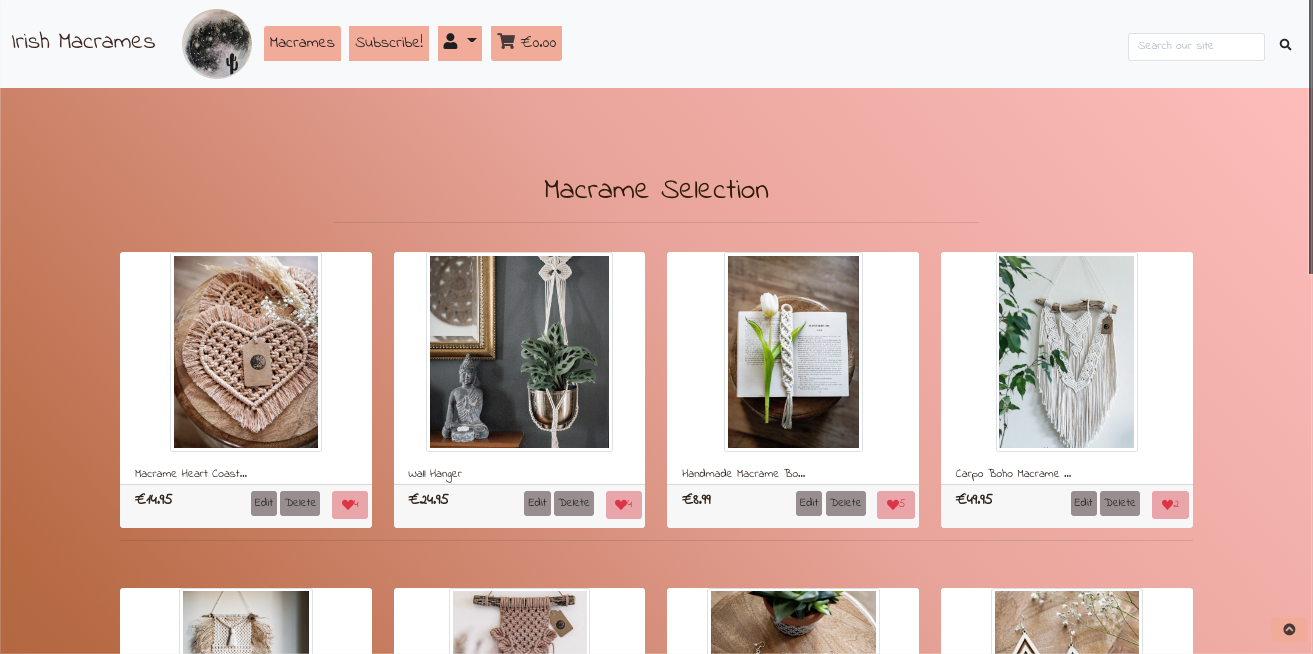 Irish Macrames
Macrames
Subscribe!
€0.00
Search our site
Macrame Selection
Macrame Heart Coast...
€14.95
Edit
Delete
4
Wall Hanger
€24.95
Edit
Delete
4
Handmade Macrame Bo...
€8.99
Edit
Delete
5
Carpo Boho Macrame ...
€49.95
Edit
Delete
2